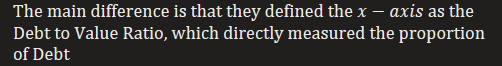 The main difference is that they defined the x − axis as the
Debt to Value Ratio, which directly measured the proportion
of Debt